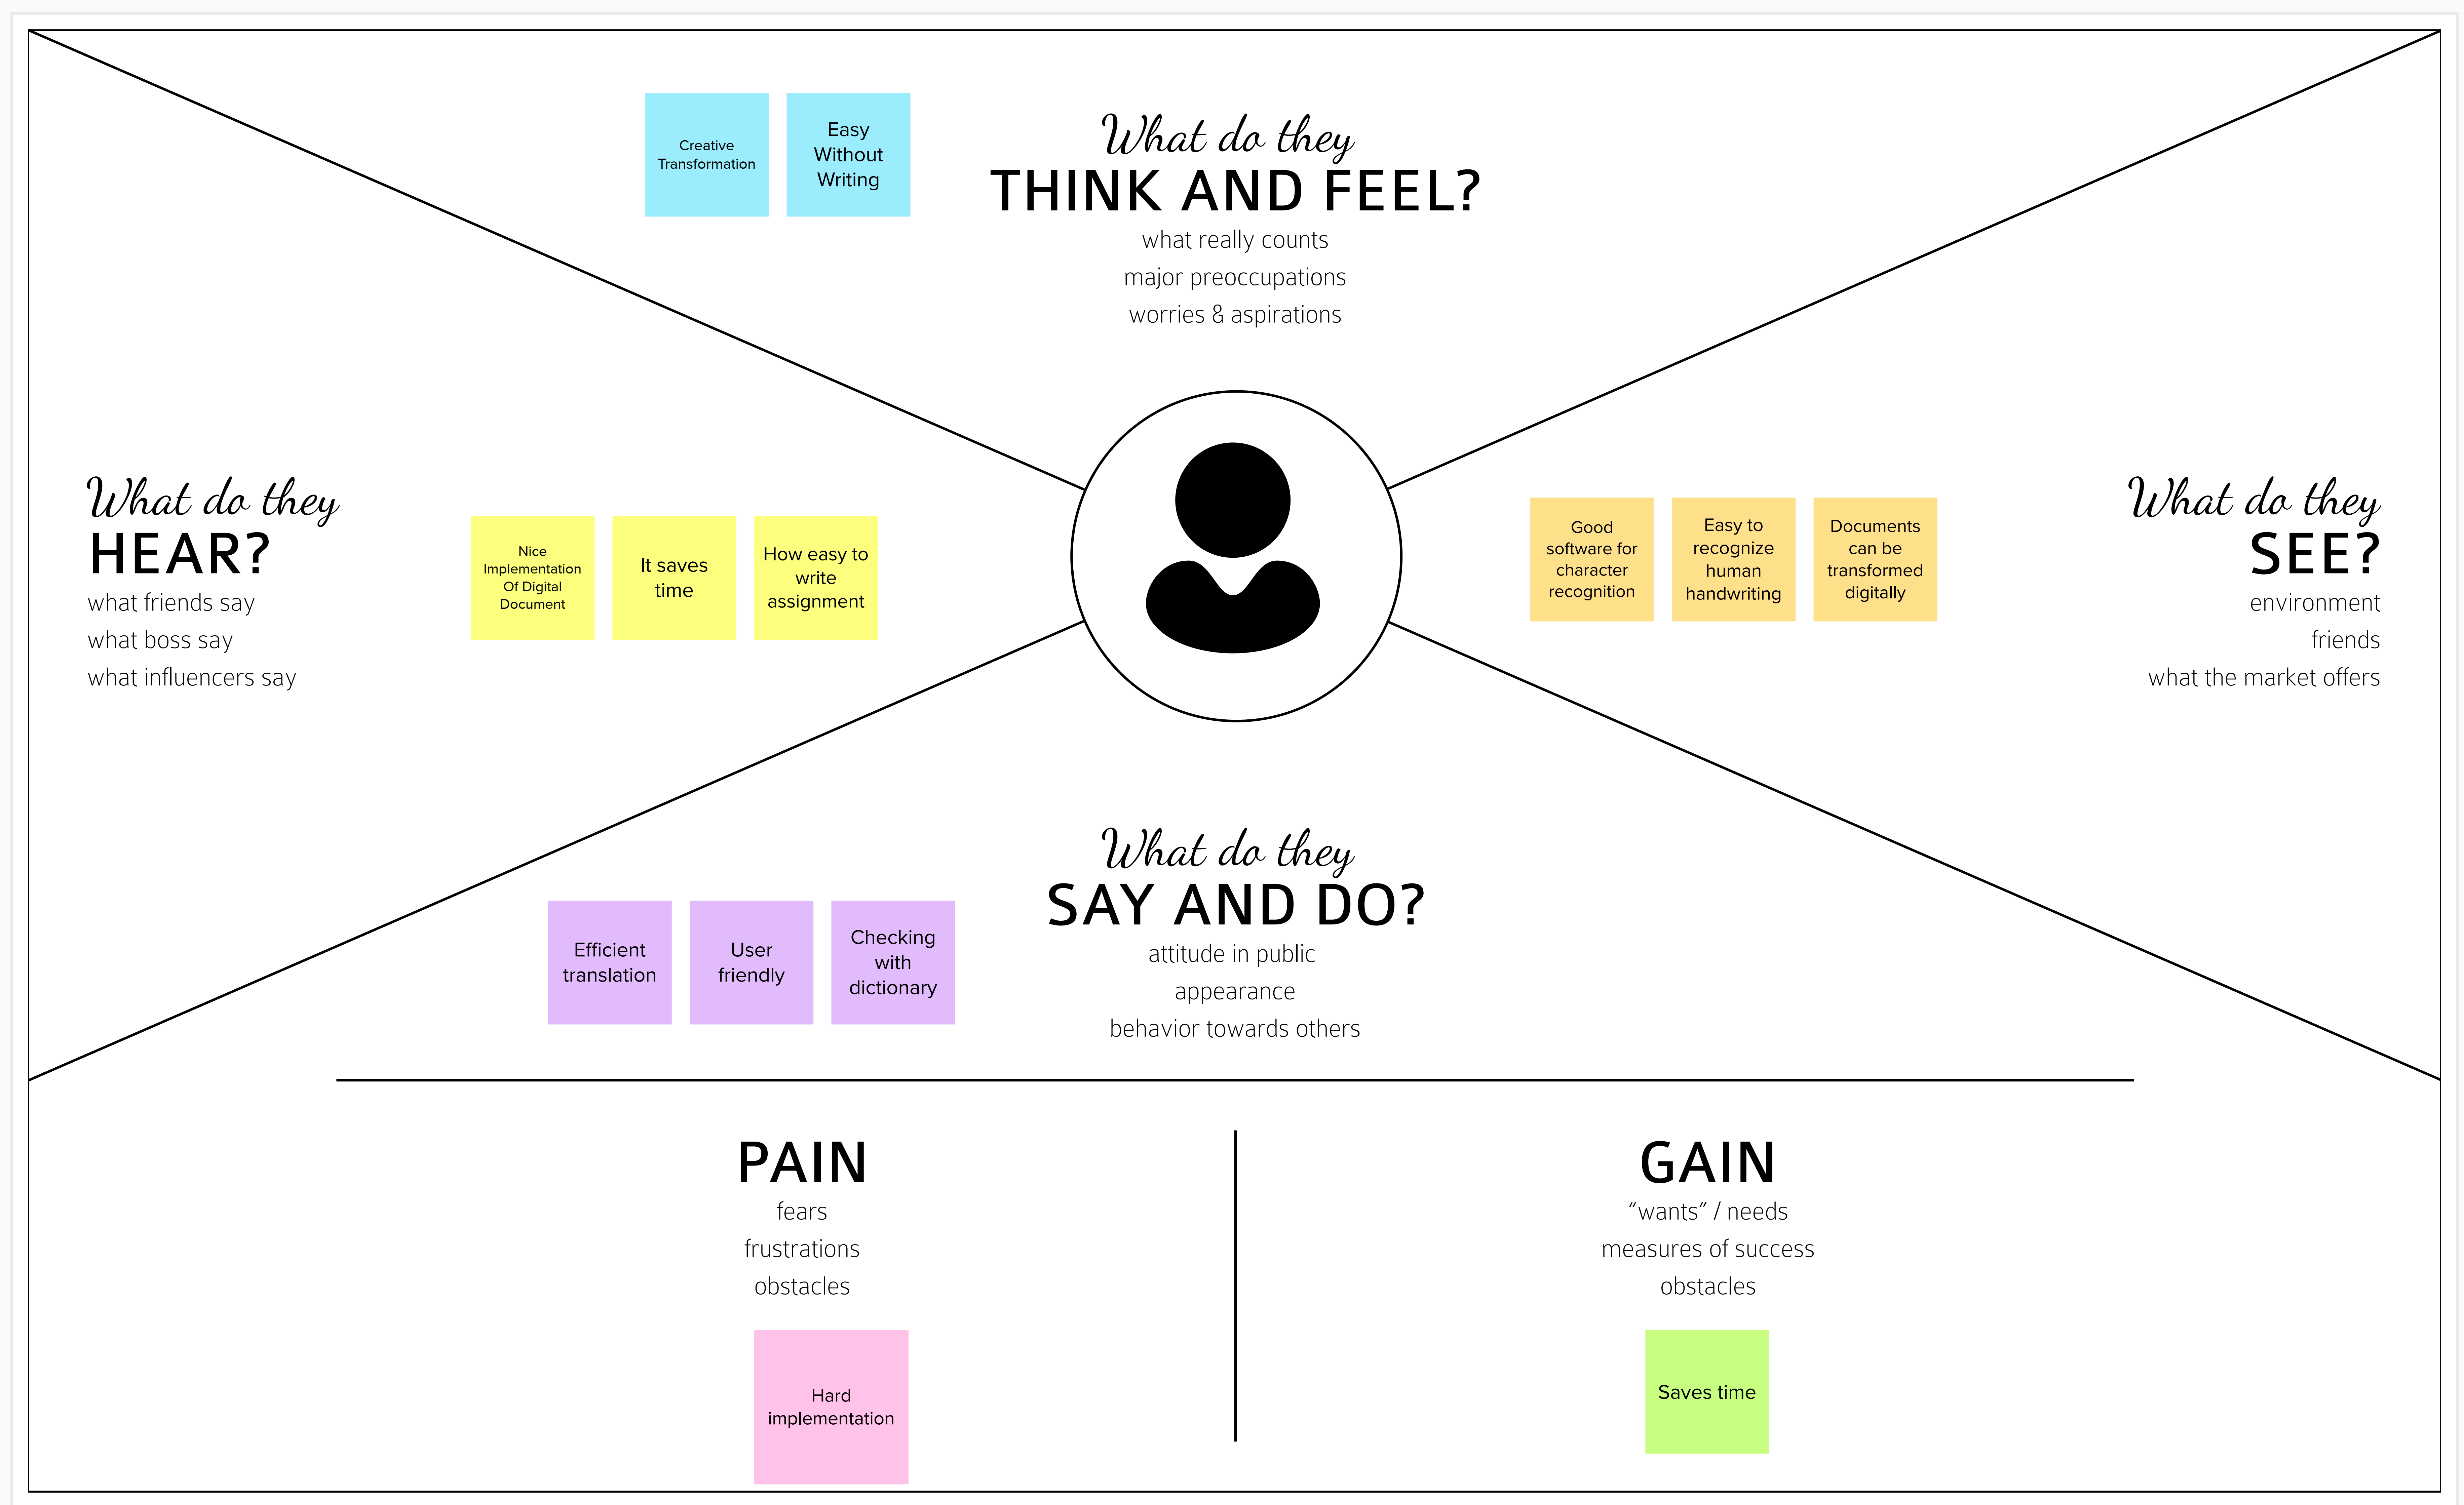 Creative
Transformation
Easy
Without
Writing
What do they
THINK AND FEEL?
what really counts
major preoccupations
worries & aspirations
What do they
HEAR?
what friends say
what boss say
what influencers say
Nice
Implementation
Of Digital
Document
It saves
time
How easy to
write
assignment
Good
software for
character
recognition
Easy to
recognize
human
handwriting
Documents
can be
transformed
digitally
What do they
SEE?
environment
friends
what the market offers
What do they
SAY AND DO?
attitude in public
appearance
behavior towards others
Efficient
translation
User
friendly
Checking
with
dictionary
PAIN
fears
frustrations
obstacles
Hard
implementation
GAIN
“wants” / needs
measures of success
obstacles
Saves time